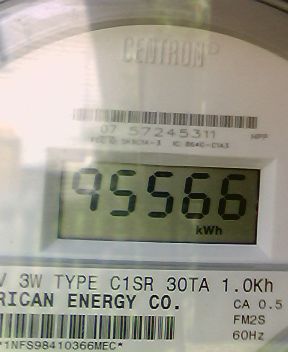 CENTRON
07 57245311 NPP
95566
kWh
V 3W TYPE C1SR 30TA 1.0Kh
RICAN ENERGY CO. CA 0.5
FM2S
60Hz
*1NFS98410366MEC*